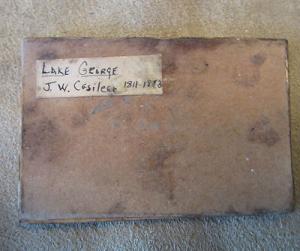 LAKE GEORGE
J. W. Casilear 1811-1893